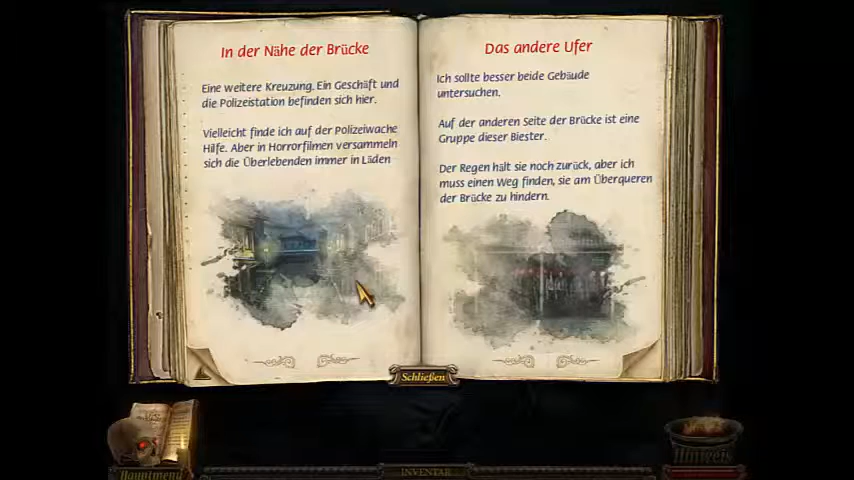 In der Nähe der Brücke
Eine weitere Kreuzung. Ein Geschäft und
die Polizeistation befinden sich hier.
Vielleicht finde ich auf der Polizeiwache
Hilfe. Aber in Horrorfilmen versammeln
sich die Überlebenden immer in Läden
Das andere Ufer
Ich sollte besser beide Gebäude
untersuchen.
Auf der anderen Seite der Brücke ist eine
Gruppe dieser Biester.
Der Regen hält sie noch zurück, aber ich
muss einen Weg finden, sie am Überqueren
der Brücke zu hindern.
Schließen
Hauptmenü
INVENTAR
Hinweis